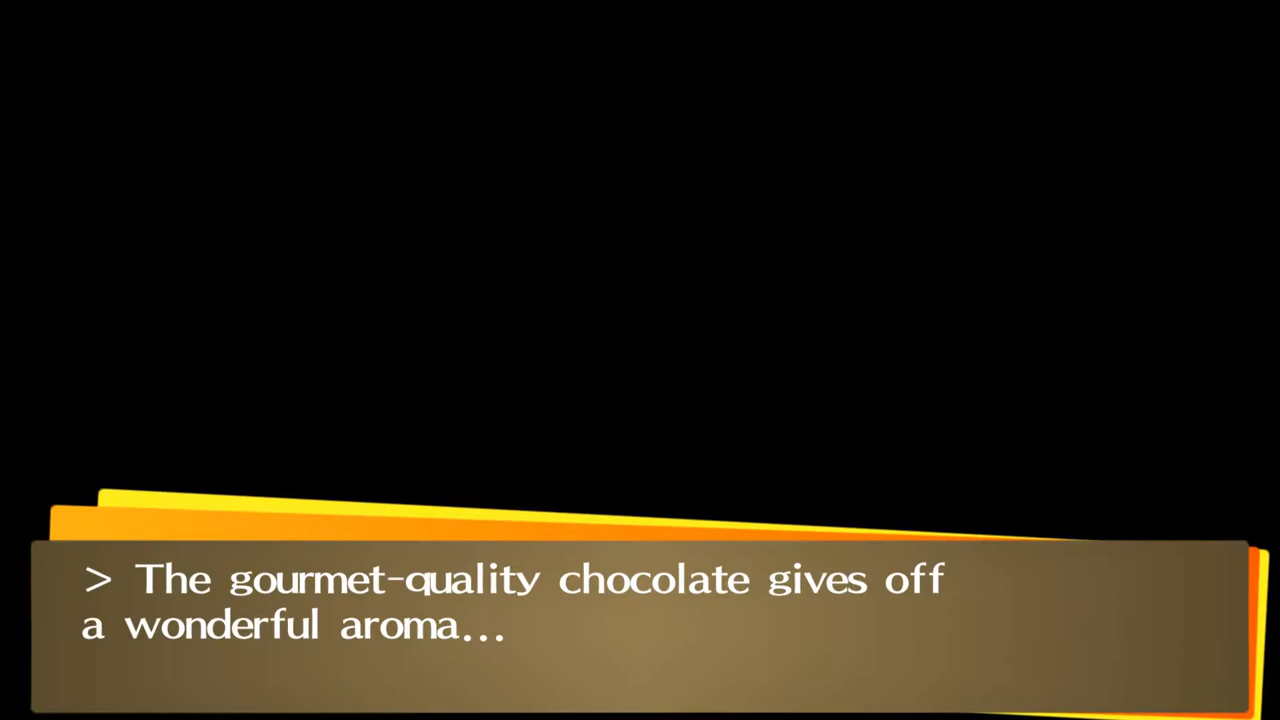 > The gourmet-quality chocolate gives off
a wonderful aroma...